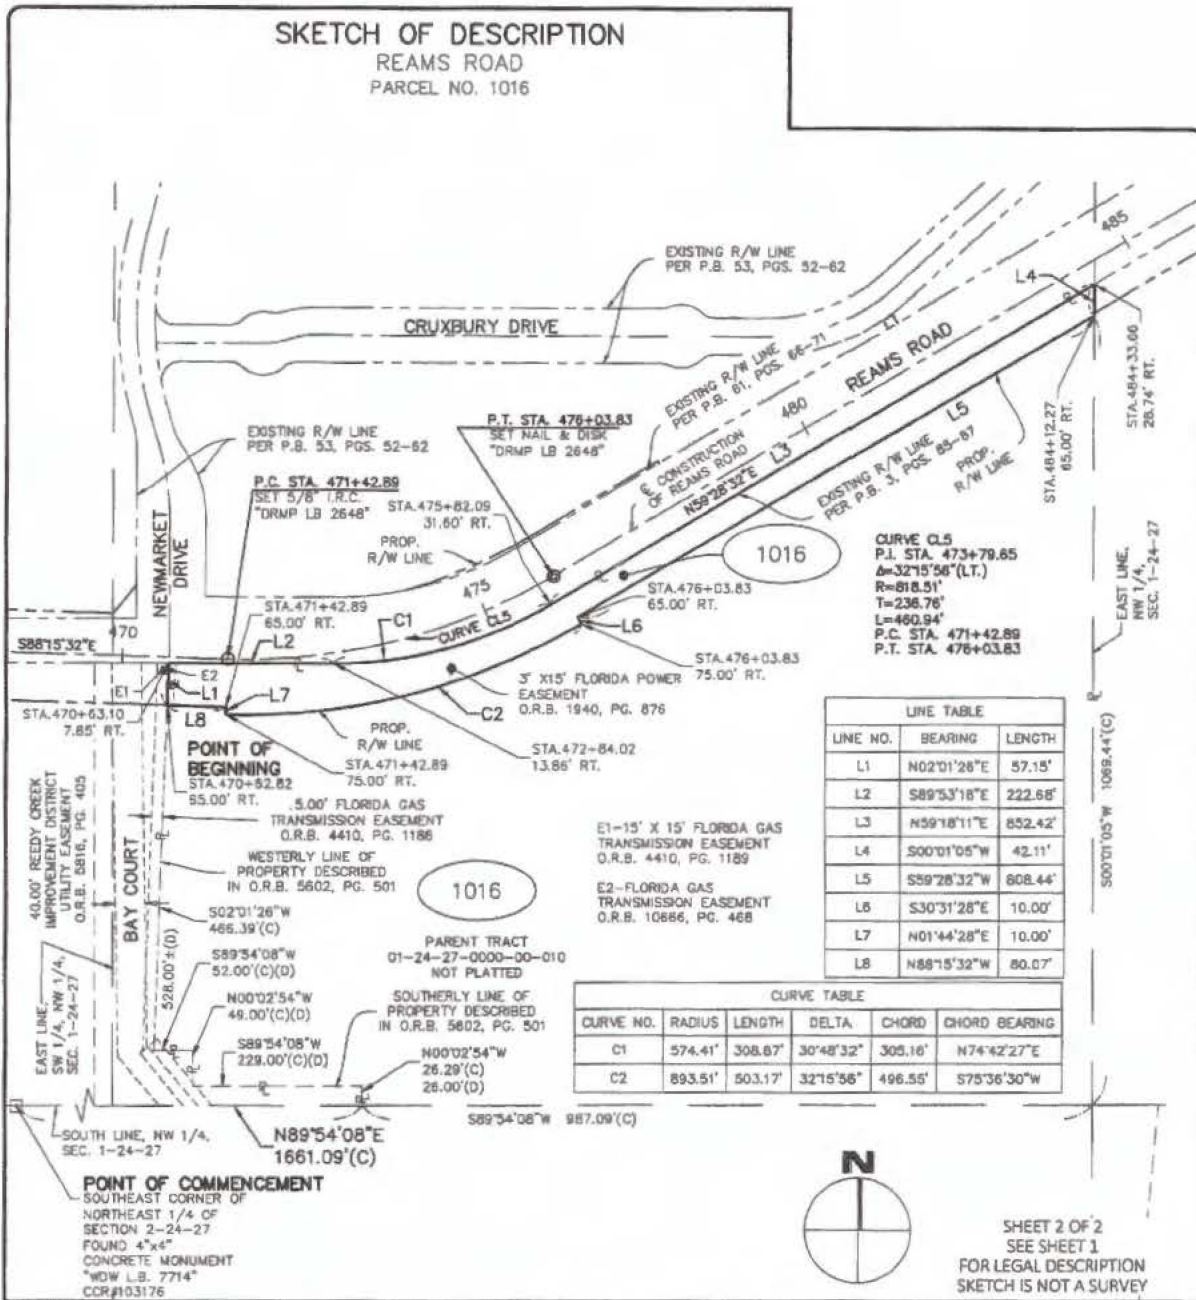 SKETCH OF DESCRIPTION
REAMS ROAD
PARCEL NO. 1016
485
EXISTING R/W LINE
PER P.B. 53, PGS. 52-62
L4
CRUXBURY DRIVE
L1
REAMS ROAD
EXISTING R/W LINE
PER P.B. 61, PGS. 66-71
480
STA.484+33.66
28.74' RT.
STA.484+12.27
65.00' RT.
EXISTING R/W LINE
PER P.B. 53, PGS. 52-62
P.T. STA. 476+03.83
SET NAIL & DISK
"DRMP LB 2648"
℄ CONSTRUCTION
OF REAMS ROAD
L3
L5
N59°28'32"E
EXISTING R/W LINE
PER P.B. 3, PGS. 85-87
PROP.
R/W LINE
P.C. STA. 471+42.89
SET 5/8" I.R.C.
"DRMP LB 2648"
STA.475+82.09
31.60' RT.
NEWMARKET
DRIVE
PROP.
R/W LINE
1016
CURVE CL5
P.I. STA. 473+79.65
Δ=32°15'56"(LT.)
R=818.51'
T=236.76'
L=460.94'
P.C. STA. 471+42.89
P.T. STA. 476+03.83
EAST LINE,
NW 1/4,
SEC. 1-24-27
475
STA.476+03.83
65.00' RT.
STA.471+42.89
65.00' RT.
C1
CURVE CL5
L6
470
S88°15'32"E
L2
STA.476+03.83
75.00' RT.
E1
E2
L1
3' X15' FLORIDA POWER
EASEMENT
O.R.B. 1940, PG. 876
STA.470+63.10
7.85' RT.
L7
L8
C2
PROP.
R/W LINE
STA.472+84.02
13.86' RT.
POINT OF
BEGINNING
STA.470+62.82
65.00' RT.
STA.471+42.89
75.00' RT.
LINE TABLE
LINE NO. BEARING LENGTH
L1 N02°01'26"E 57.15'
L2 S89°53'18"E 222.68'
L3 N59°18'11"E 852.42'
L4 S00°01'05"W 42.11'
L5 S59°28'32"W 808.44'
L6 S30°31'28"E 10.00'
L7 N01°44'28"E 10.00'
L8 N88°15'32"W 80.07'
S00°01'05"W 1069.44'(C)
5.00' FLORIDA GAS
TRANSMISSION EASEMENT
O.R.B. 4410, PG. 1186
40.00' REEDY CREEK
IMPROVEMENT DISTRICT
UTILITY EASEMENT
O.R.B. 5816, PG. 405
E1-15' X 15' FLORIDA GAS
TRANSMISSION EASEMENT
O.R.B. 4410, PG. 1189
E2-FLORIDA GAS
TRANSMISSION EASEMENT
O.R.B. 10666, PG. 468
WESTERLY LINE OF
PROPERTY DESCRIBED
IN O.R.B. 5602, PG. 501
1016
BAY COURT
S02°01'26"W
466.39'(C)
528.00'±(D)
PARENT TRACT
01-24-27-0000-00-010
NOT PLATTED
S89°54'08"W
52.00'(C)(D)
N00°02'54"W
49.00'(C)(D)
SOUTHERLY LINE OF
PROPERTY DESCRIBED
IN O.R.B. 5602, PG. 501
CURVE TABLE
CURVE NO. RADIUS LENGTH DELTA CHORD CHORD BEARING
C1 574.41' 308.87' 30°48'32" 305.16' N74°42'27"E
C2 893.51' 503.17' 32°15'56" 496.55' S75°36'30"W
EAST LINE,
SW 1/4, NW 1/4,
SEC. 1-24-27
S89°54'08"W
229.00'(C)(D)
N00°02'54"W
26.29'(C)
26.00'(D)
S89°54'08"W 987.09'(C)
SOUTH LINE, NW 1/4,
SEC. 1-24-27
N89°54'08"E
1661.09'(C)
POINT OF COMMENCEMENT
SOUTHEAST CORNER OF
NORTHEAST 1/4 OF
SECTION 2-24-27
FOUND 4"x4"
CONCRETE MONUMENT
"WDW L.B. 7714"
CCR#103176
N
SHEET 2 OF 2
SEE SHEET 1
FOR LEGAL DESCRIPTION
SKETCH IS NOT A SURVEY